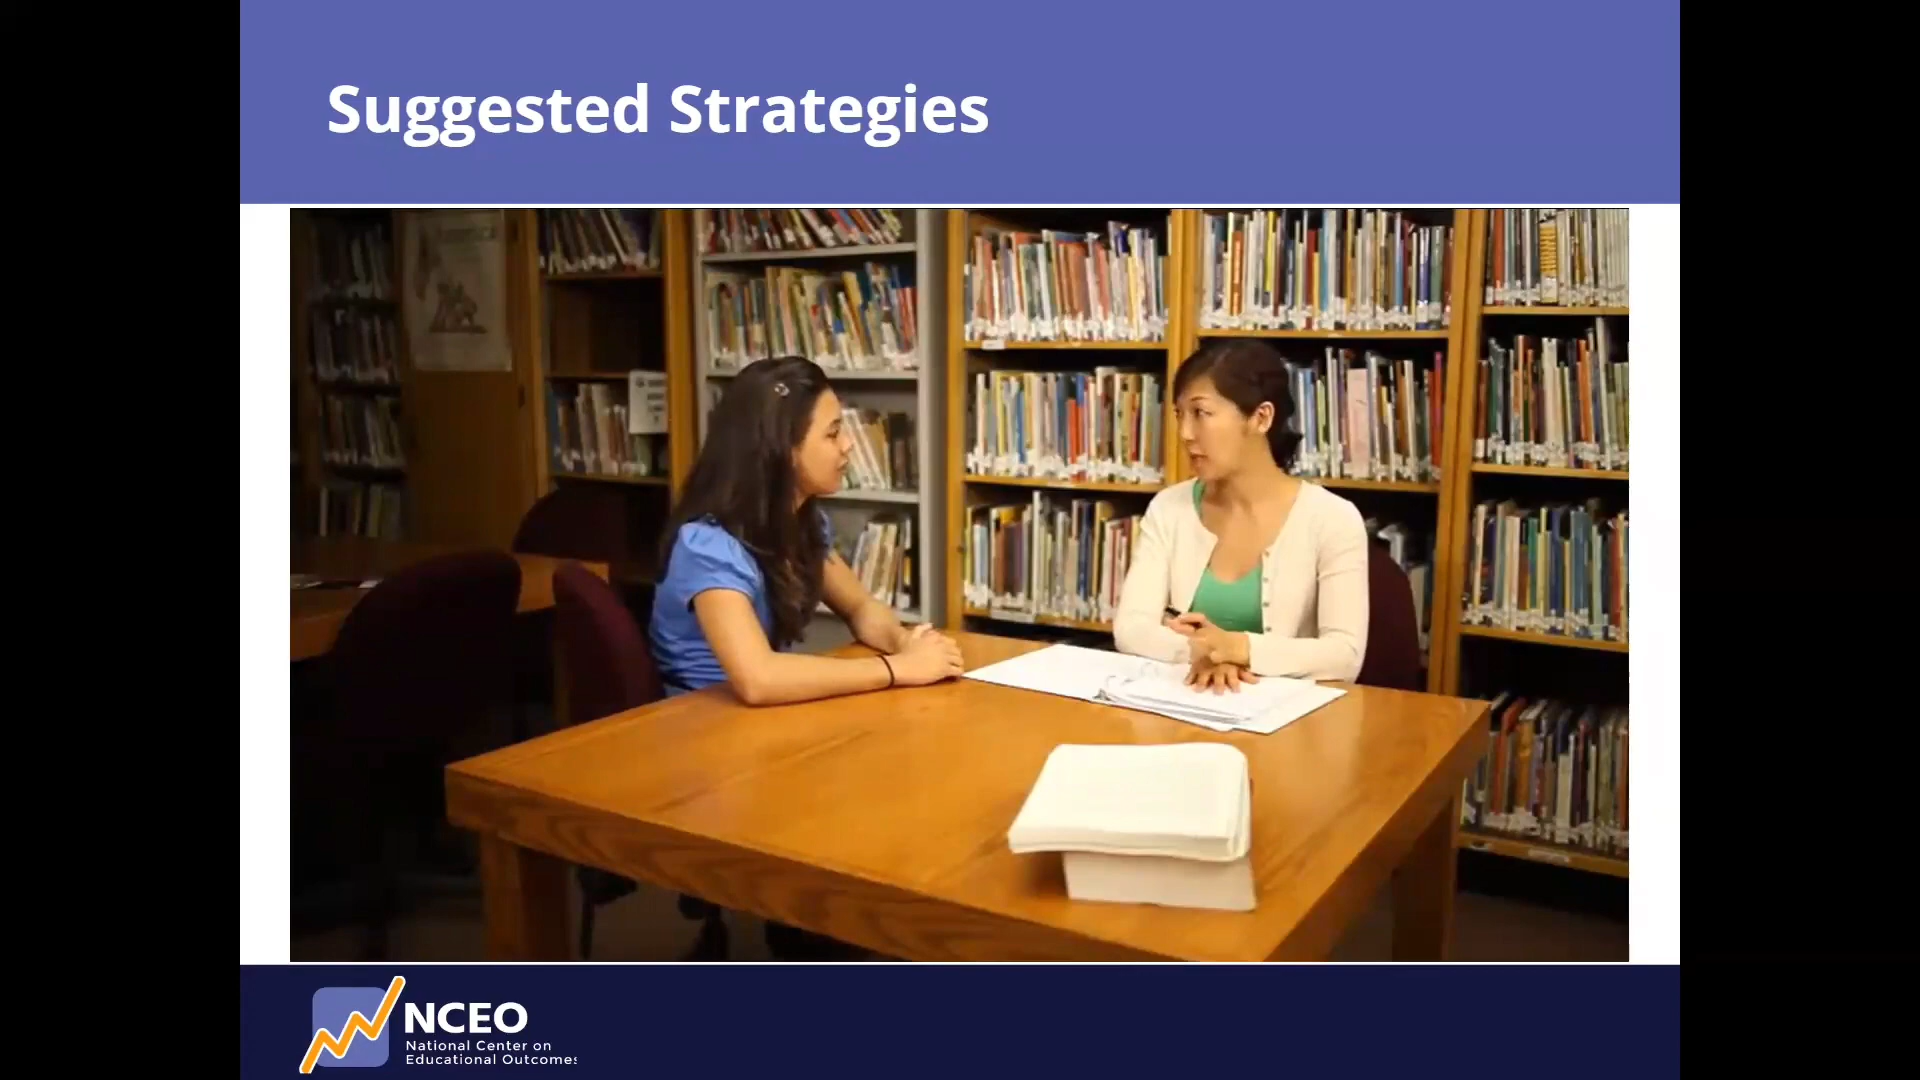 Suggested Strategies
NCEO
National Center on
Educational Outcomes